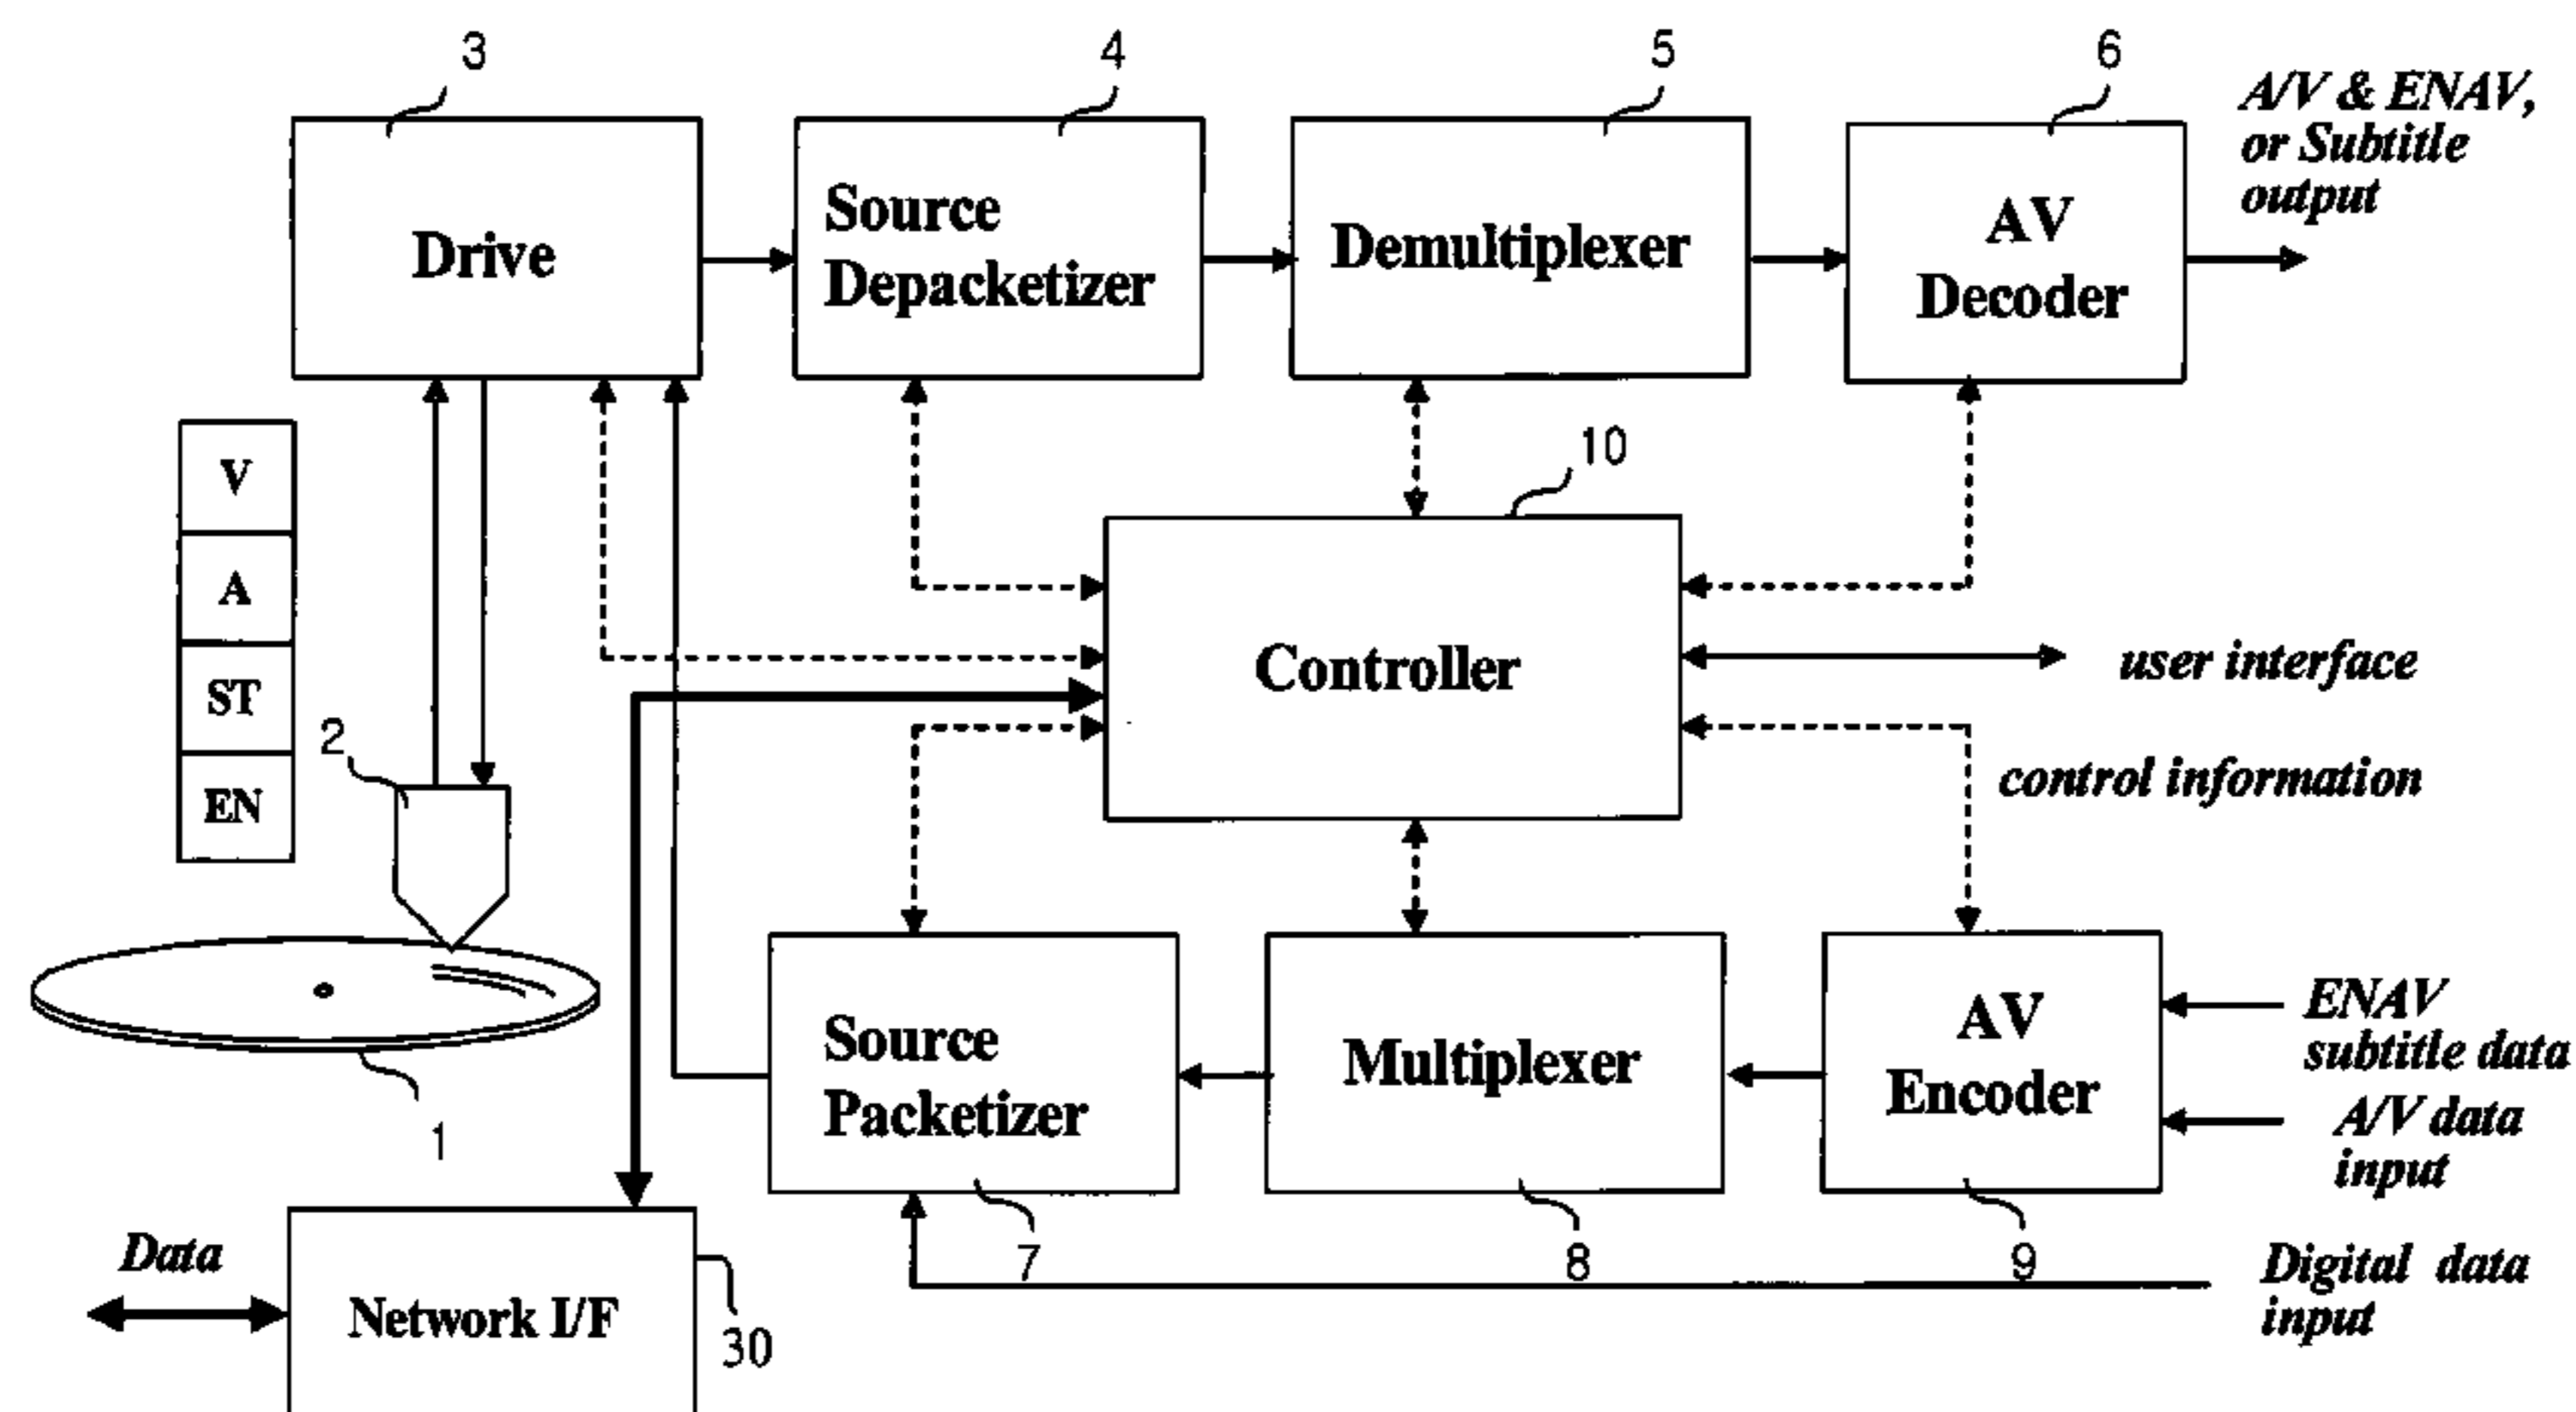 3
4
5
6
A/V & ENAV,
or Subtitle
output
Drive
Source
Depacketizer
Demultiplexer
AV
Decoder
V
A
ST
EN
10
2
Controller
user interface
control information
1
Source
Packetizer
Multiplexer
AV
Encoder
ENAV
subtitle data
A/V data
input
7
8
9
Digital data
input
Data
Network I/F
30